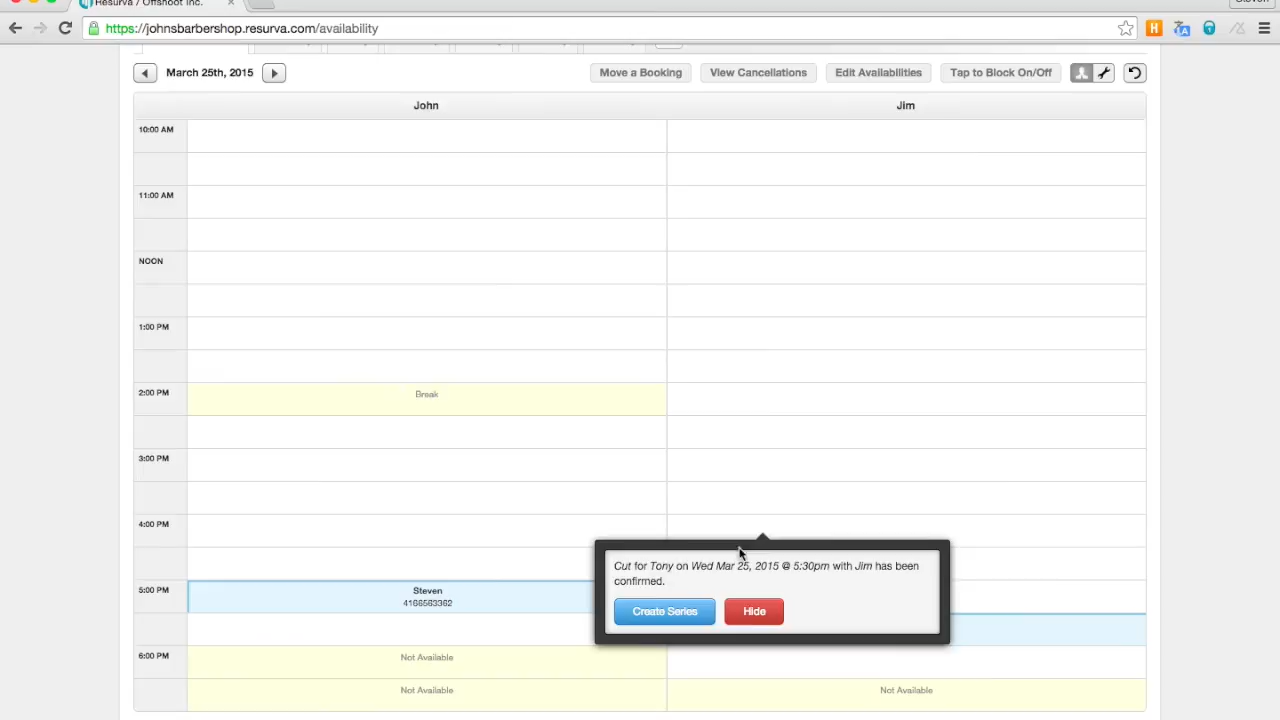 Resurva / Offshoot Inc.
Steven
https://johnsbarbershop.resurva.com/availability
March 25th, 2015
Move a Booking
View Cancellations
Edit Availabilities
Tap to Block On/Off
John
Jim
10:00 AM
11:00 AM
NOON
1:00 PM
2:00 PM
Break
3:00 PM
4:00 PM
Cut for Tony on Wed Mar 25, 2015 @ 5:30pm with Jim has been
confirmed.
Create Series
Hide
5:00 PM
Steven
4166563362
6:00 PM
Not Available
Not Available
Not Available